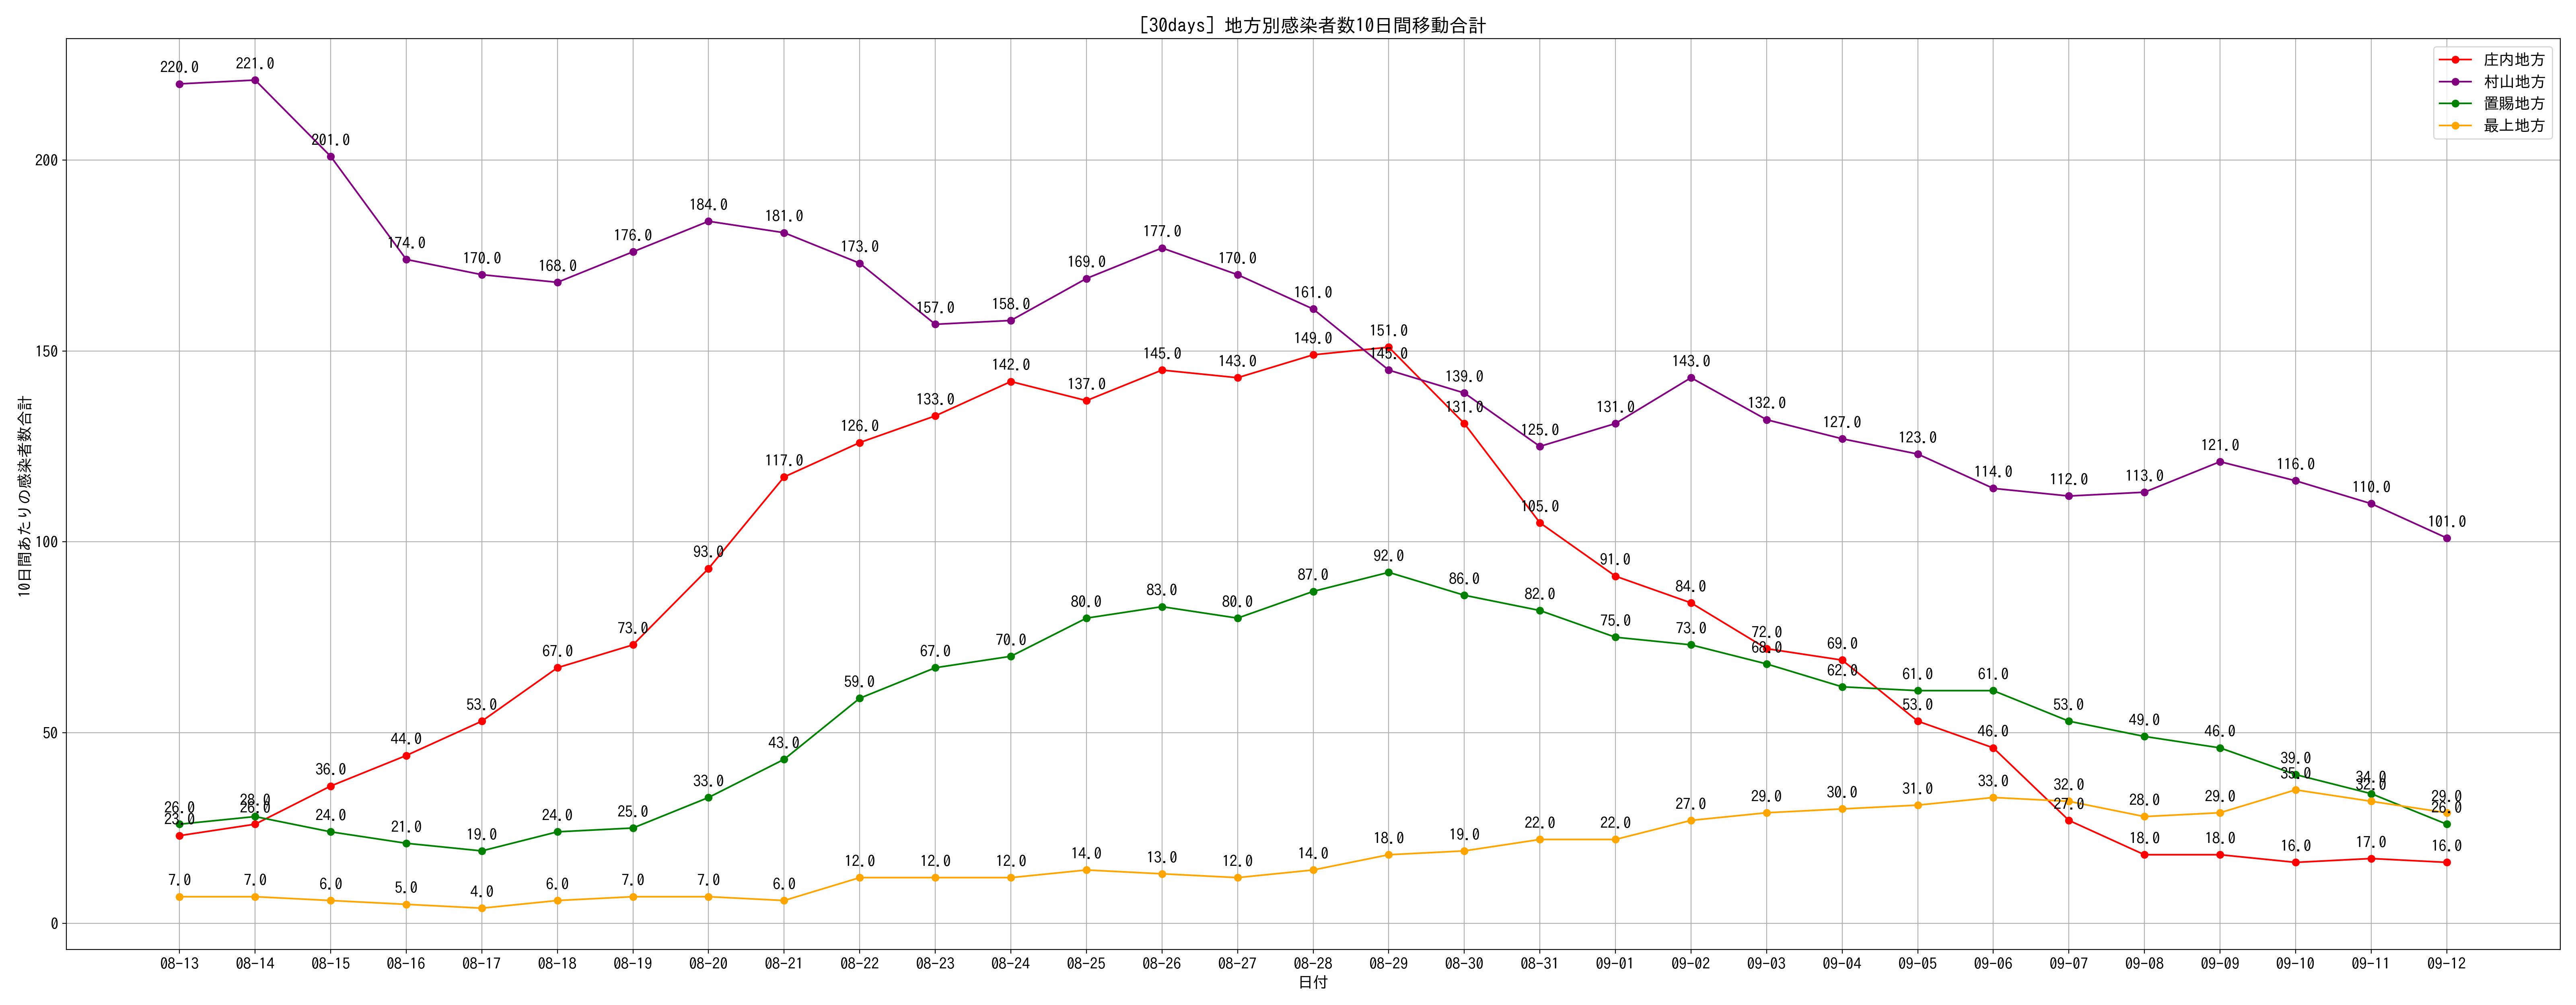 [30days] 地方別感染者数10日間移動合計
庄内地方
村山地方
置賜地方
最上地方
10日間あたりの感染者数合計
200
150
100
50
0
220.0 221.0 201.0 174.0 170.0 168.0 176.0 184.0 181.0 173.0 157.0 158.0 169.0 177.0 170.0 161.0 145.0 139.0 125.0 131.0 143.0 132.0 127.0 123.0 114.0 112.0 113.0 121.0 116.0 110.0 101.0
23.0 26.0 36.0 44.0 53.0 67.0 73.0 93.0 117.0 126.0 133.0 142.0 137.0 145.0 143.0 149.0 151.0 131.0 105.0 91.0 84.0 72.0 69.0 53.0 46.0 27.0 18.0 18.0 16.0 17.0 16.0
26.0 28.0 24.0 21.0 19.0 24.0 25.0 33.0 43.0 59.0 67.0 70.0 80.0 83.0 80.0 87.0 92.0 86.0 82.0 75.0 73.0 68.0 62.0 61.0 61.0 53.0 49.0 46.0 39.0 34.0 26.0
7.0 7.0 6.0 5.0 4.0 6.0 7.0 7.0 6.0 12.0 12.0 12.0 14.0 13.0 12.0 14.0 18.0 19.0 22.0 22.0 27.0 29.0 30.0 31.0 33.0 32.0 28.0 29.0 35.0 32.0 29.0
08-13 08-14 08-15 08-16 08-17 08-18 08-19 08-20 08-21 08-22 08-23 08-24 08-25 08-26 08-27 08-28 08-29 08-30 08-31 09-01 09-02 09-03 09-04 09-05 09-06 09-07 09-08 09-09 09-10 09-11 09-12
日付